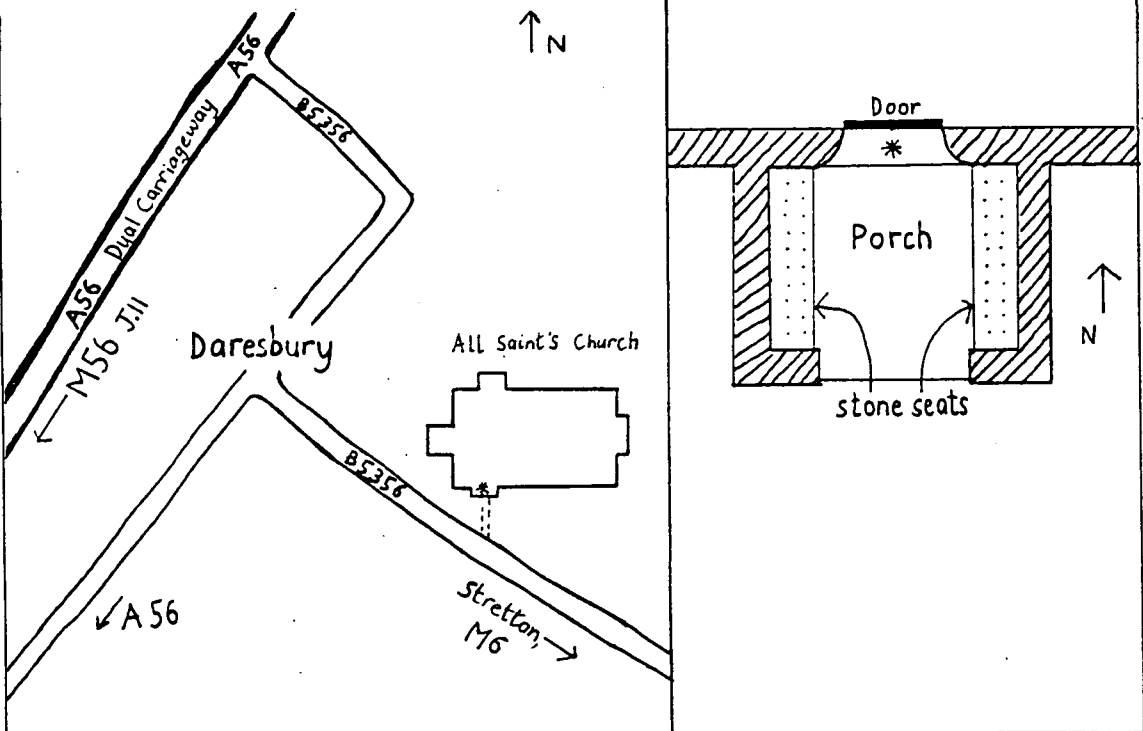 N
A56
B5356
Dual Carriageway
A56
M56 J.11
Daresbury
All Saint's Church
*
B5356
A56
Stretton,
M6
Door
*
Porch
N
stone seats